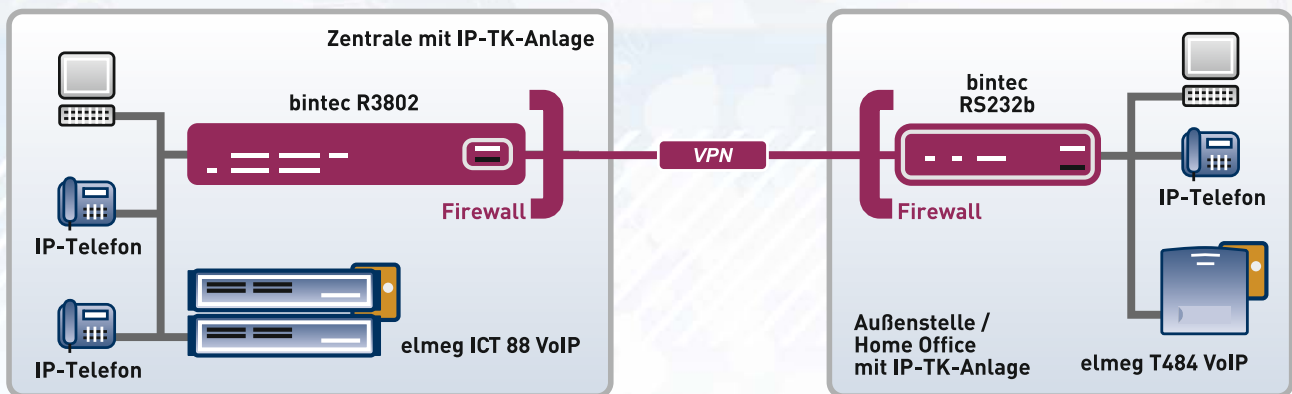 Zentrale mit IP-TK-Anlage
bintec R3802
Firewall
IP-Telefon
elmeg ICT 88 VoIP
IP-Telefon
VPN
bintec
RS232b
Firewall
IP-Telefon
Außenstelle /
Home Office
mit IP-TK-Anlage
elmeg T484 VoIP